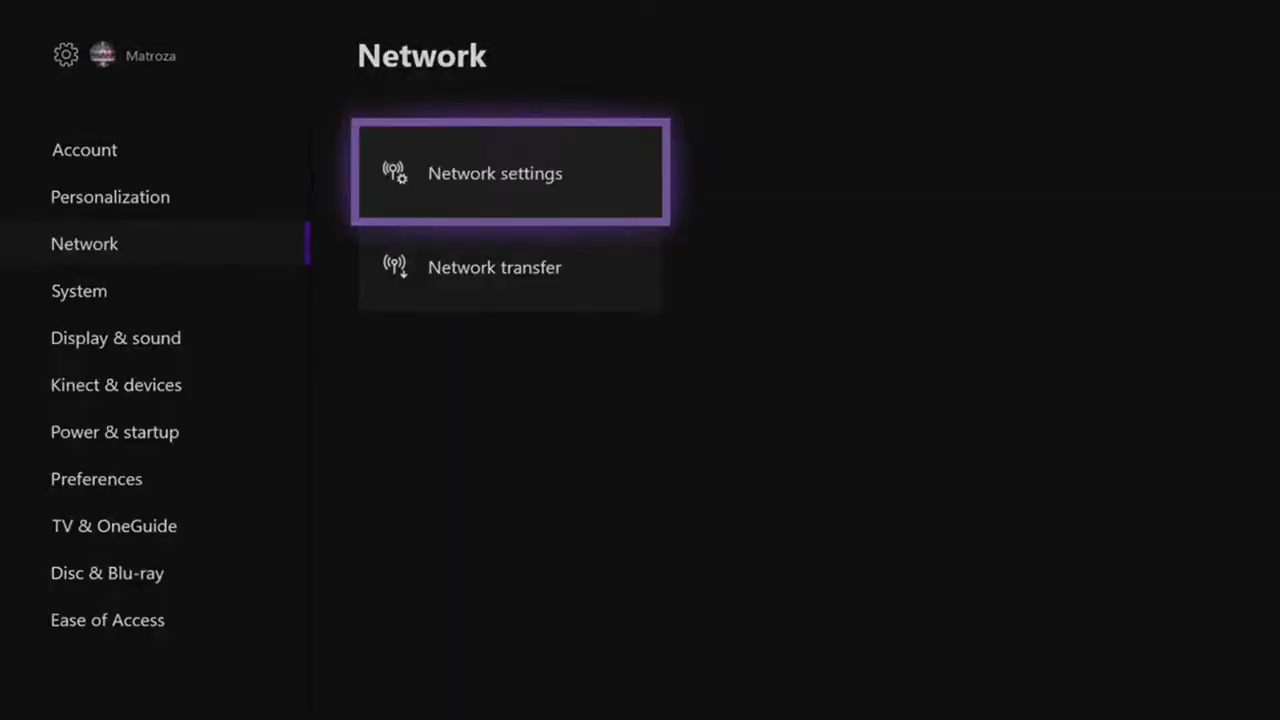 Matroza
Account
Personalization
Network
System
Display & sound
Kinect & devices
Power & startup
Preferences
TV & OneGuide
Disc & Blu-ray
Ease of Access
Network
Network settings
Network transfer